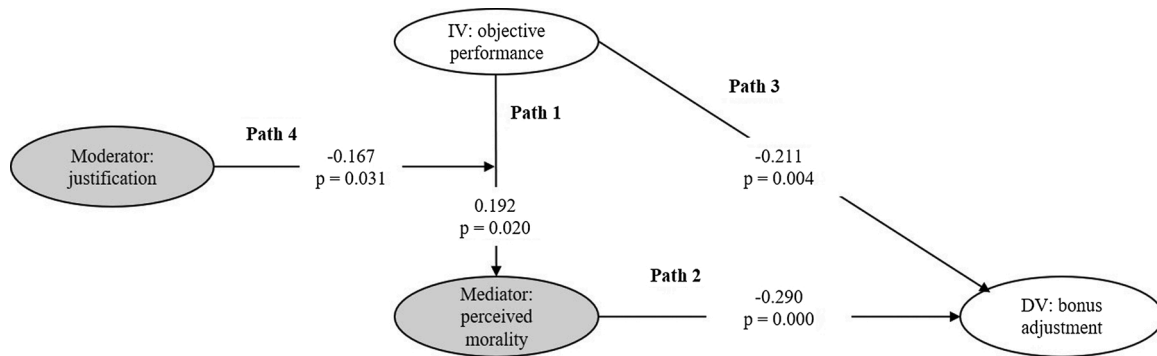 IV: objective
performance
Path 3
Path 1
Path 4
Moderator:
justification
-0.167
p = 0.031
-0.211
p = 0.004
0.192
p = 0.020
Path 2
Mediator:
perceived
morality
-0.290
p = 0.000
DV: bonus
adjustment